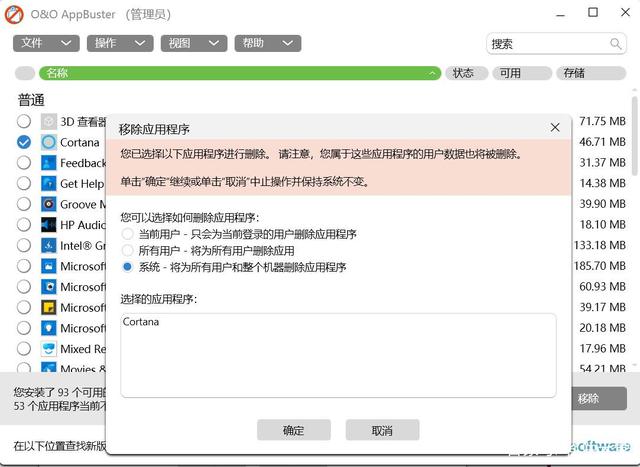 O&O AppBuster （管理员）
文件 操作 视图 帮助 搜索
名称 状态 可用 存储
普通
3D 查看器 71.75 MB
Cortana 46.71 MB
Feedback 31.37 MB
Get Help 14.38 MB
Groove M 39.90 MB
HP Audio 18.10 MB
Intel® Gr 133.18 MB
Microsoft 185.70 MB
Microsoft 60.93 MB
Microsoft 39.17 MB
Microsoft 20.18 MB
Mixed Re 17.96 MB
Movies & 54.21 MB
移除应用程序
您已选择以下应用程序进行删除。 请注意，您属于这些应用程序的用户数据也将被删除。
单击"确定"继续或单击"取消"中止操作并保持系统不变。
您可以选择如何删除应用程序：
当前用户 - 只会为当前登录的用户删除应用程序
所有用户 - 将为所有用户删除应用
系统 - 将为所有用户和整个机器删除应用程序
选择的应用程序：
Cortana
确定 取消
您安装了 93 个可用的
53 个应用程序当前不
移除
在以下位置查找新版
software